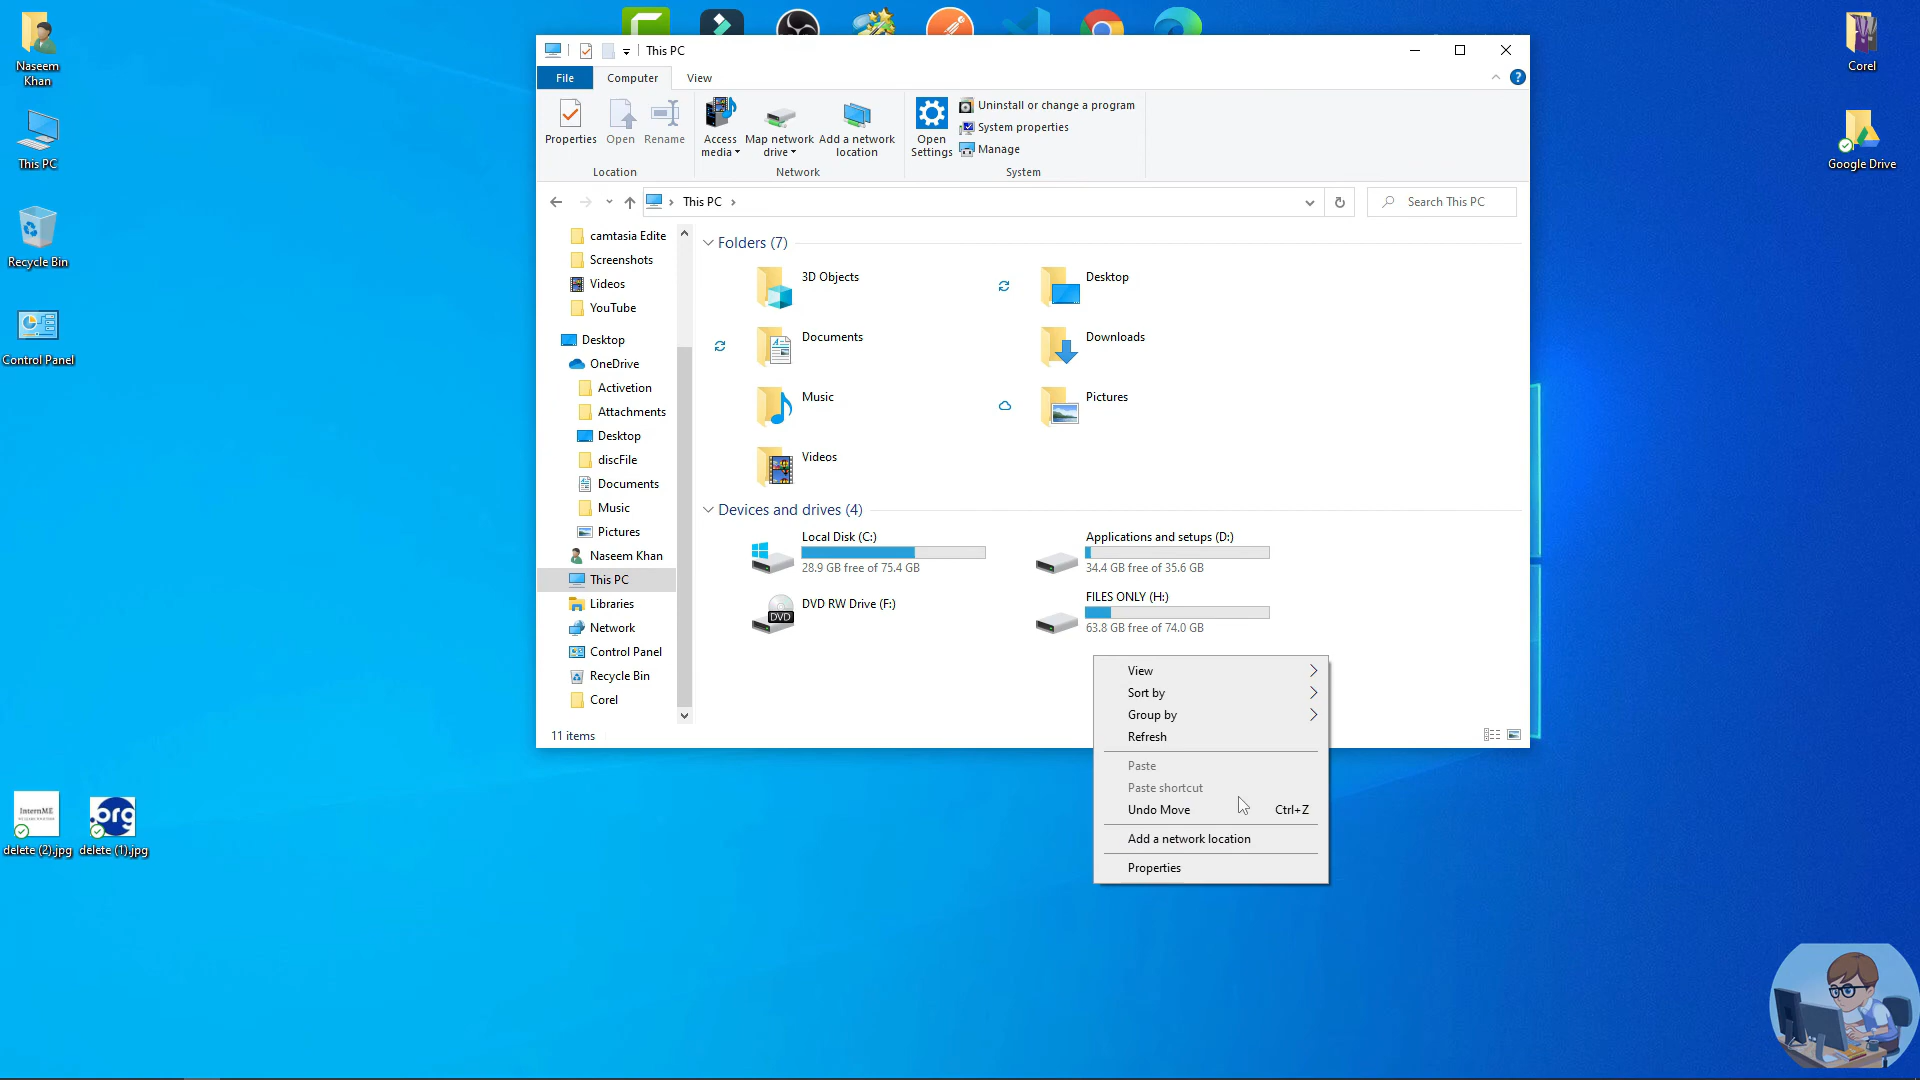 Naseem
Khan
This PC
Recycle Bin
Control Panel
InternME
delete (2).jpg
.org
delete (1).jpg
Corel
Google Drive
This PC
File
Computer
View
Properties
Open
Rename
Location
Access
media
Map network
drive
Add a network
location
Network
Open
Settings
Uninstall or change a program
System properties
Manage
System
This PC
Search This PC
camtasia Edite
Screenshots
Videos
YouTube
Desktop
OneDrive
Activetion
Attachments
Desktop
discFile
Documents
Music
Pictures
Naseem Khan
This PC
Libraries
Network
Control Panel
Recycle Bin
Corel
Folders (7)
3D Objects
Desktop
Documents
Downloads
Music
Pictures
Videos
Devices and drives (4)
Local Disk (C:)
28.9 GB free of 75.4 GB
Applications and setups (D:)
34.4 GB free of 35.6 GB
DVD
DVD RW Drive (F:)
FILES ONLY (H:)
63.8 GB free of 74.0 GB
11 items
View
Sort by
Group by
Refresh
Paste
Paste shortcut
Undo Move Ctrl+Z
Add a network location
Properties